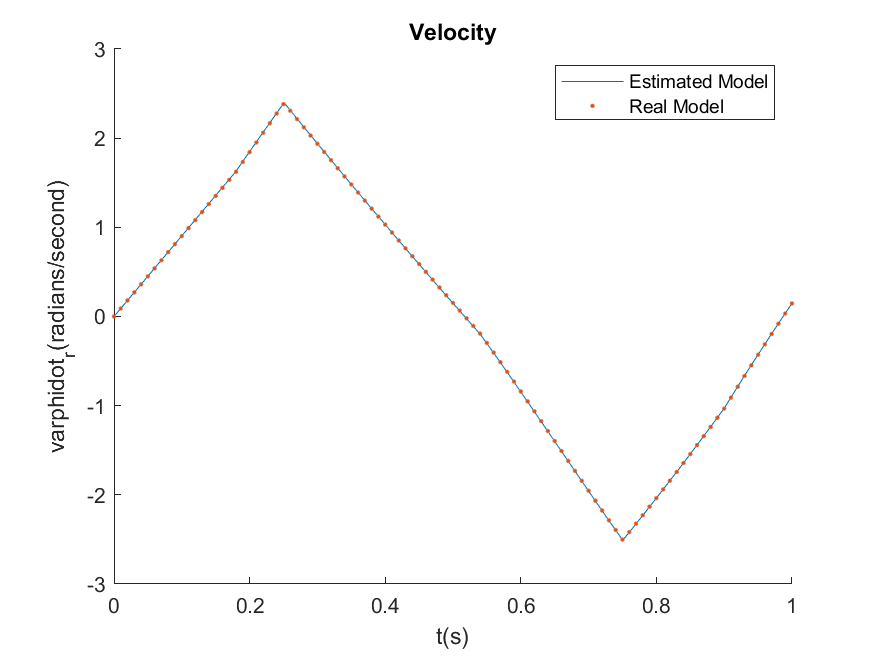 Velocity
Estimated Model
Real Model
3
2
1
0
-1
-2
-3
varphidot_r(radians/second)
0
0.2
0.4
0.6
0.8
1
t(s)